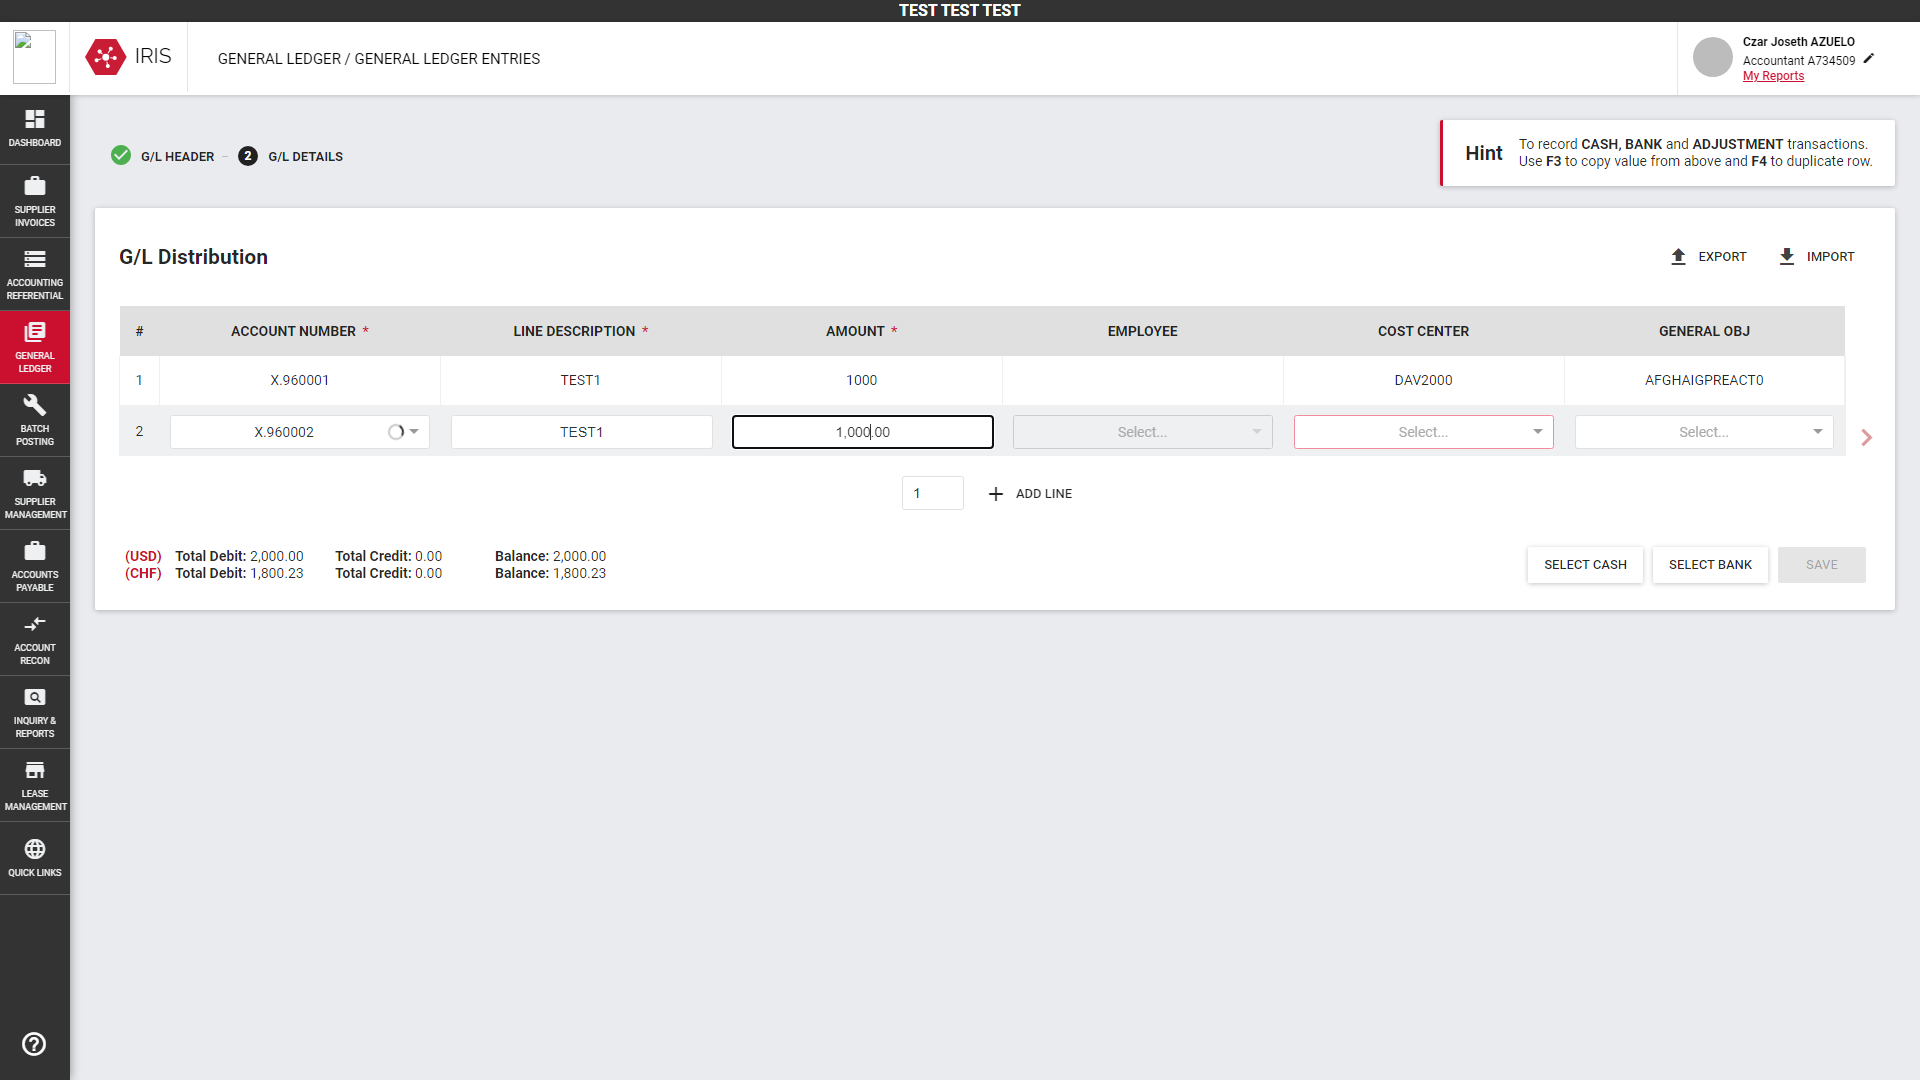 TEST TEST TEST
IRIS
GENERAL LEDGER / GENERAL LEDGER ENTRIES
Czar Joseth AZUELO
Accountant A734509
My Reports
DASHBOARD
SUPPLIER
INVOICES
ACCOUNTING
REFERENTIAL
GENERAL
LEDGER
BATCH
POSTING
SUPPLIER
MANAGEMENT
ACCOUNTS
PAYABLE
ACCOUNT
RECON
INQUIRY &
REPORTS
LEASE
MANAGEMENT
QUICK LINKS
G/L HEADER – 2 G/L DETAILS
Hint
To record CASH, BANK and ADJUSTMENT transactions.
Use F3 to copy value from above and F4 to duplicate row.
G/L Distribution
EXPORT IMPORT
# ACCOUNT NUMBER * LINE DESCRIPTION * AMOUNT * EMPLOYEE COST CENTER GENERAL OBJ
1 X.960001 TEST1 1000 DAV2000 AFGHAIGPREACT0
2 X.960002 TEST1 1,000.00 Select... Select... Select...
1 + ADD LINE
(USD) Total Debit: 2,000.00 Total Credit: 0.00 Balance: 2,000.00
(CHF) Total Debit: 1,800.23 Total Credit: 0.00 Balance: 1,800.23
SELECT CASH SELECT BANK SAVE